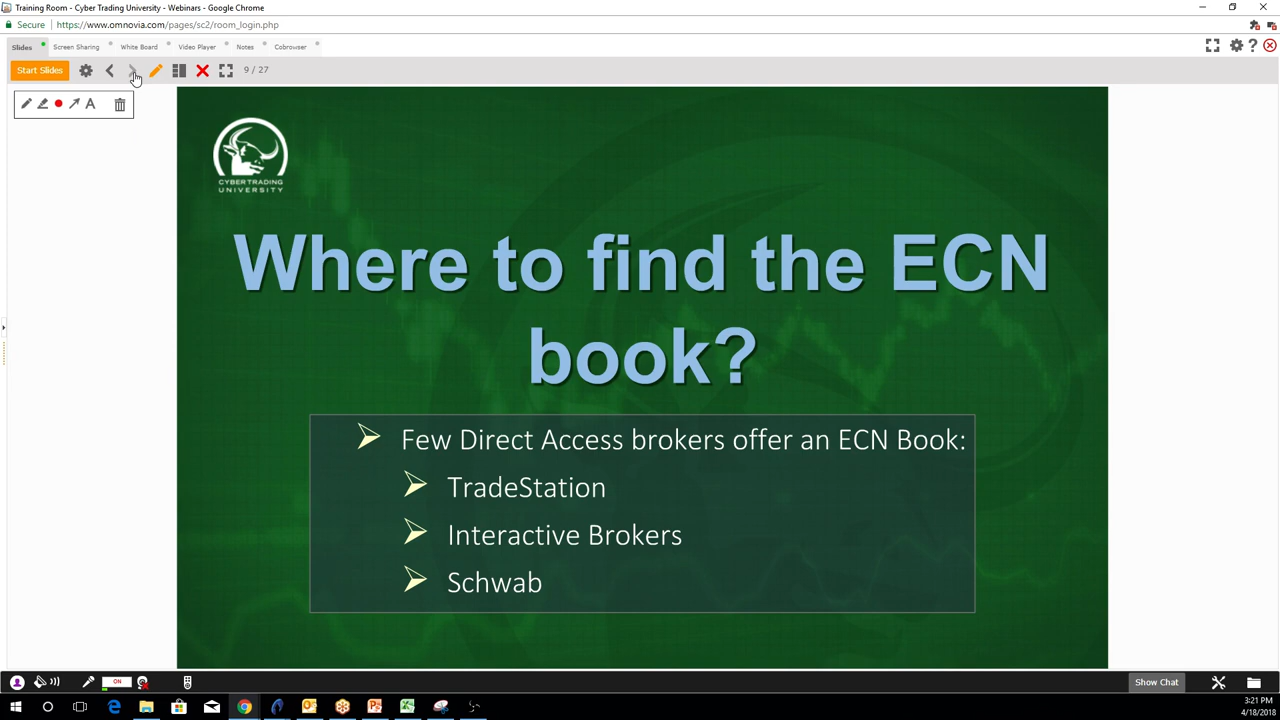 Training Room - Cyber Trading University - Webinars - Google Chrome
Secure https://www.omnovia.com/pages/sc2/room_login.php
Slides Screen Sharing White Board Video Player Notes Cobrowser
Start Slides 9 / 27
A
CYBERTRADING
UNIVERSITY
Where to find the ECN
book?
Few Direct Access brokers offer an ECN Book:
TradeStation
Interactive Brokers
Schwab
ON Show Chat
3:21 PM
4/18/2018